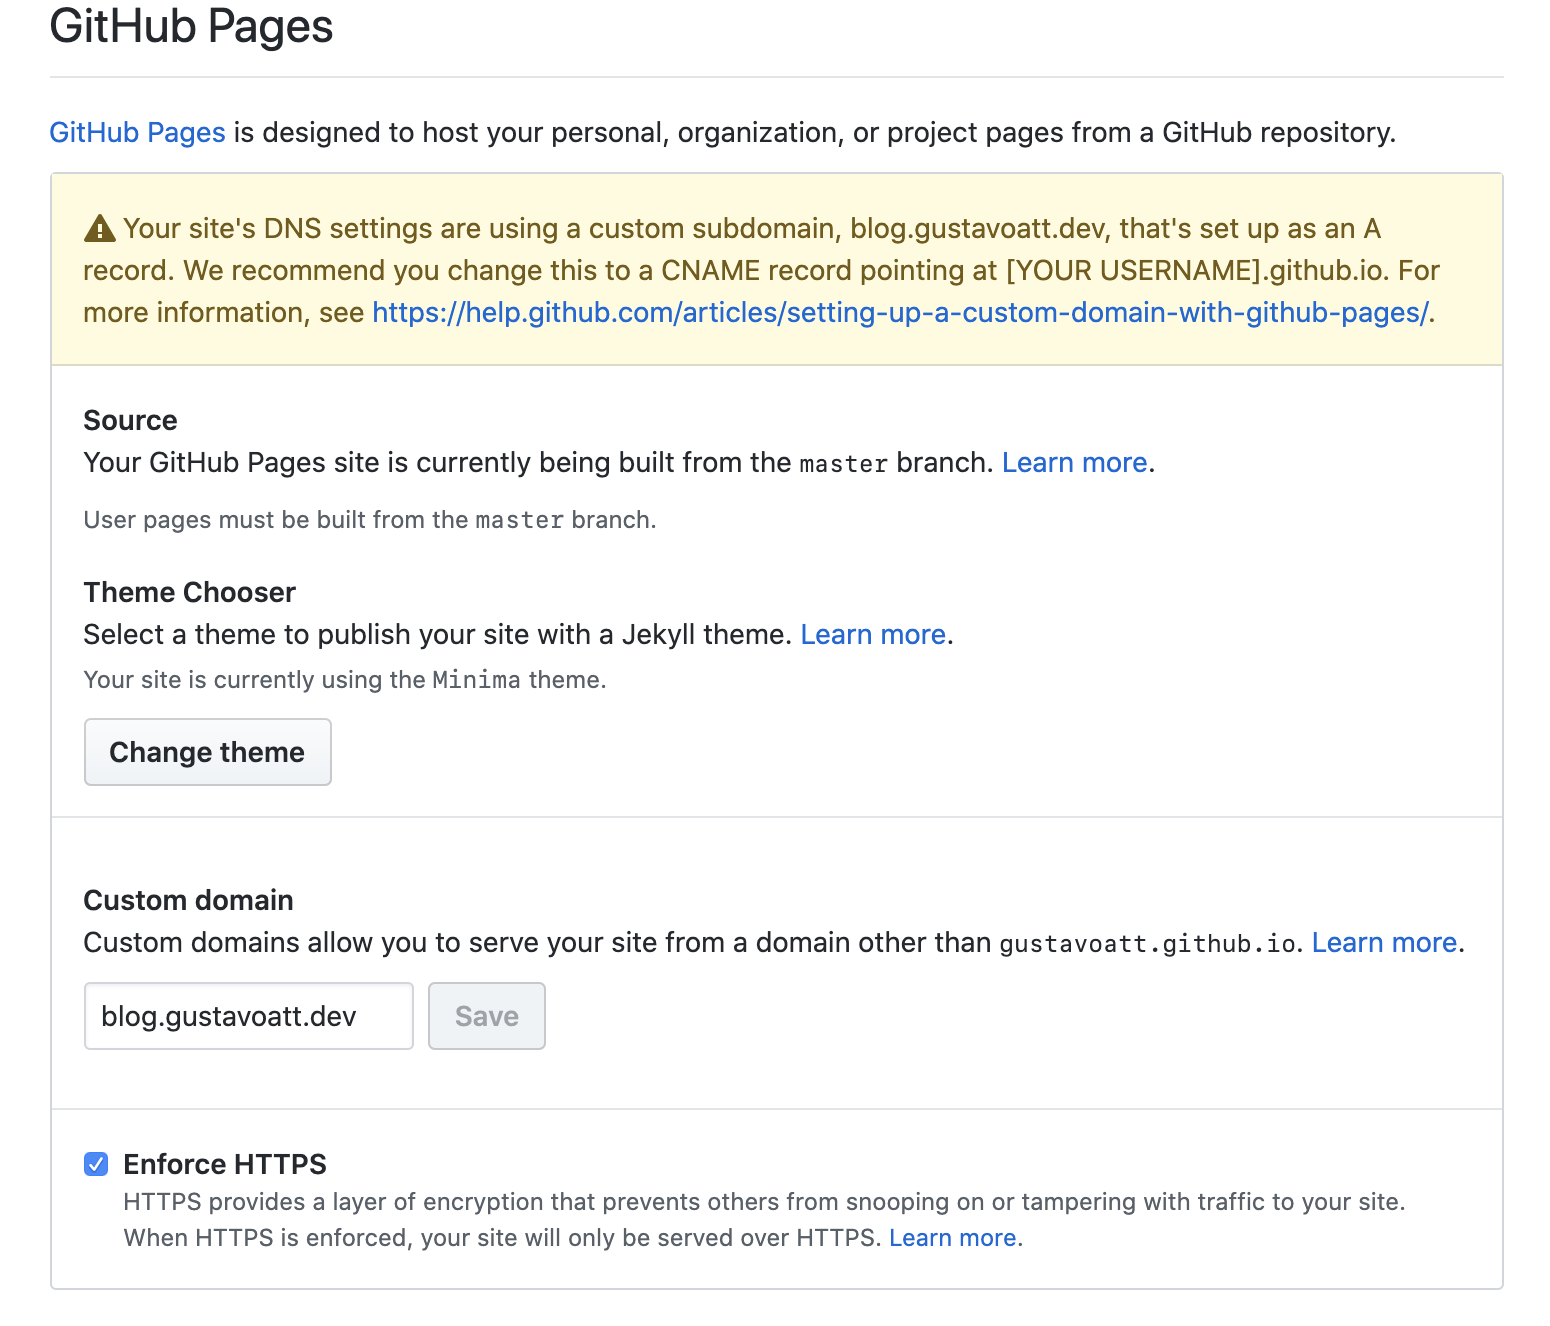 GitHub Pages
GitHub Pages is designed to host your personal, organization, or project pages from a GitHub repository.
Your site's DNS settings are using a custom subdomain, blog.gustavoatt.dev, that's set up as an A
record. We recommend you change this to a CNAME record pointing at [YOUR USERNAME].github.io. For
more information, see https://help.github.com/articles/setting-up-a-custom-domain-with-github-pages/.
Source
Your GitHub Pages site is currently being built from the master branch. Learn more.
User pages must be built from the master branch.
Theme Chooser
Select a theme to publish your site with a Jekyll theme. Learn more.
Your site is currently using the Minima theme.
Change theme
Custom domain
Custom domains allow you to serve your site from a domain other than gustavoatt.github.io. Learn more.
blog.gustavoatt.dev Save
Enforce HTTPS
HTTPS provides a layer of encryption that prevents others from snooping on or tampering with traffic to your site.
When HTTPS is enforced, your site will only be served over HTTPS. Learn more.